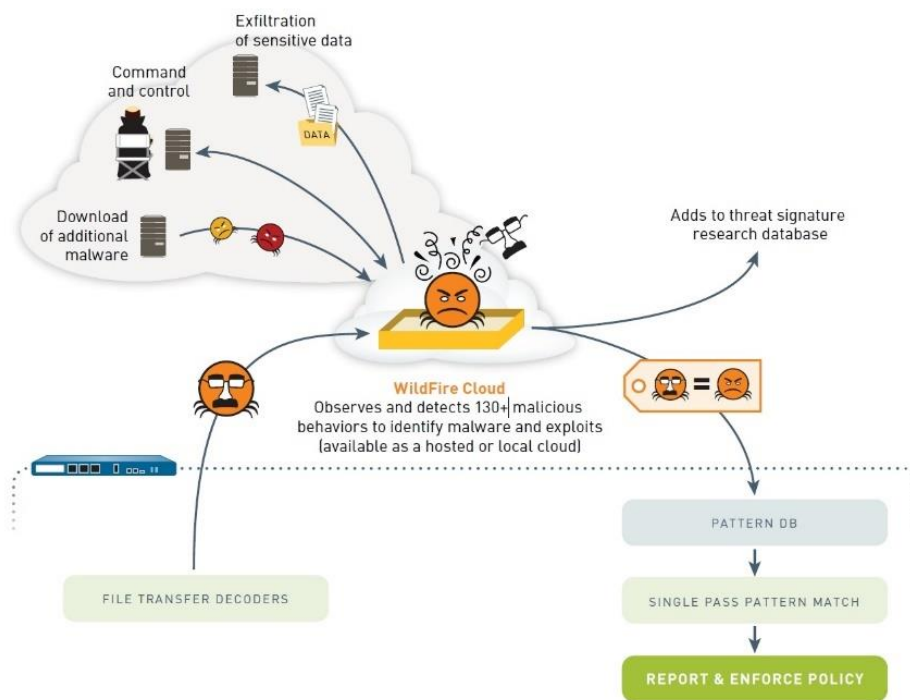 Exfiltration
of sensitive data
Command
and control
DATA
Download
of additional
malware
Adds to threat signature
research database
WildFire Cloud
Observes and detects 130+ malicious
behaviors to identify malware and exploits
(available as a hosted or local cloud)
=
PATTERN DB
FILE TRANSFER DECODERS
SINGLE PASS PATTERN MATCH
REPORT & ENFORCE POLICY